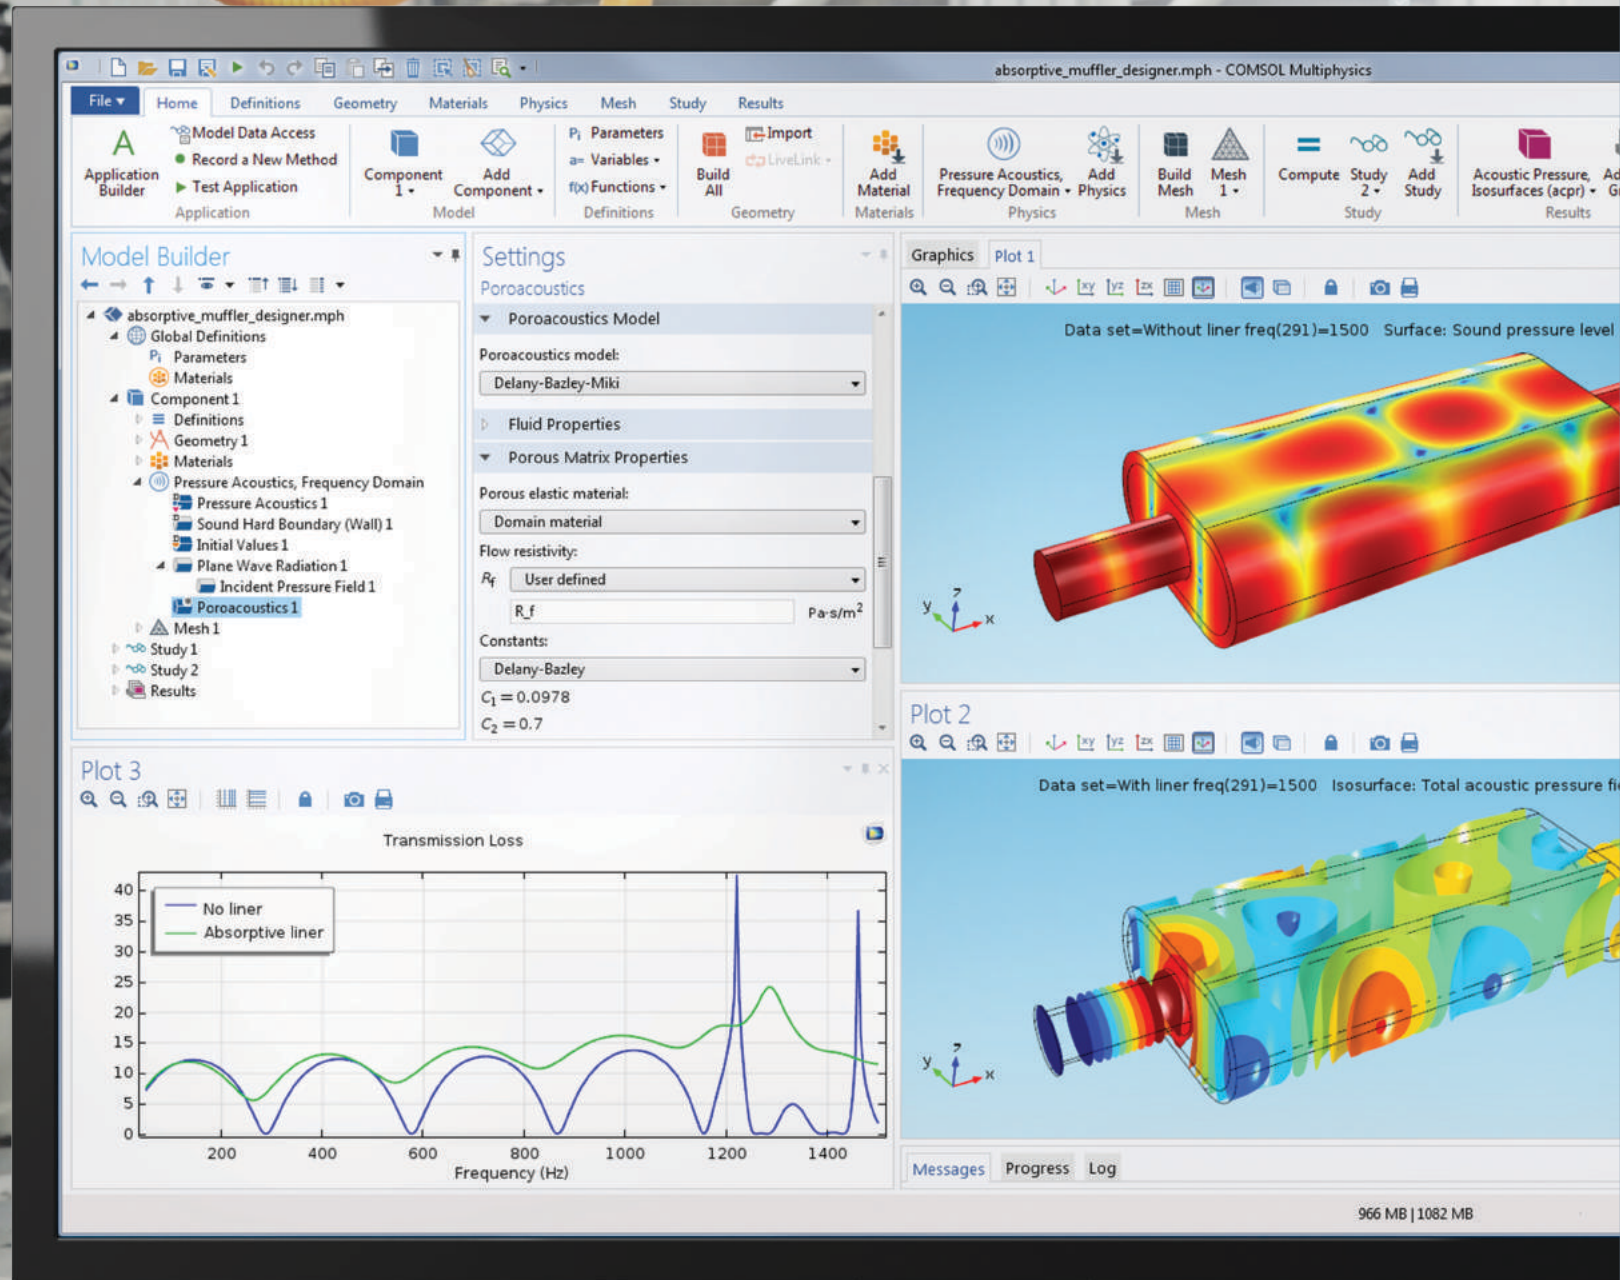 absorptive_muffler_designer.mph - COMSOL Multiphysics
File Home Definitions Geometry Materials Physics Mesh Study Results
Application Builder
Model Data Access
Record a New Method
Test Application
Application
Component 1
Add Component
Model
Pi Parameters
a= Variables
f(x) Functions
Definitions
Build All
Import
LiveLink
Geometry
Add Material
Materials
Pressure Acoustics, Frequency Domain
Add Physics
Physics
Build Mesh
Mesh 1
Mesh
Compute
Study 2
Add Study
Study
Acoustic Pressure, Isosurfaces (acpr)
Results
Model Builder
absorptive_muffler_designer.mph
Global Definitions
Pi Parameters
Materials
Component 1
Definitions
Geometry 1
Materials
Pressure Acoustics, Frequency Domain
Pressure Acoustics 1
Sound Hard Boundary (Wall) 1
Initial Values 1
Plane Wave Radiation 1
Incident Pressure Field 1
Poroacoustics 1
Mesh 1
Study 1
Study 2
Results
Settings
Poroacoustics
Poroacoustics Model
Poroacoustics model:
Delany-Bazley-Miki
Fluid Properties
Porous Matrix Properties
Porous elastic material:
Domain material
Flow resistivity:
Rf User defined
R_f Pa·s/m²
Constants:
Delany-Bazley
C₁ = 0.0978
C₂ = 0.7
Graphics Plot 1
xy yz zx
Data set=Without liner freq(291)=1500 Surface: Sound pressure level
z
y
x
Plot 2
xy yz zx
Data set=With liner freq(291)=1500 Isosurface: Total acoustic pressure
z
y
x
Plot 3
Transmission Loss
No liner
Absorptive liner
40
35
30
25
20
15
10
5
0
200 400 600 800 1000 1200 1400
Frequency (Hz)
Messages Progress Log
966 MB | 1082 MB